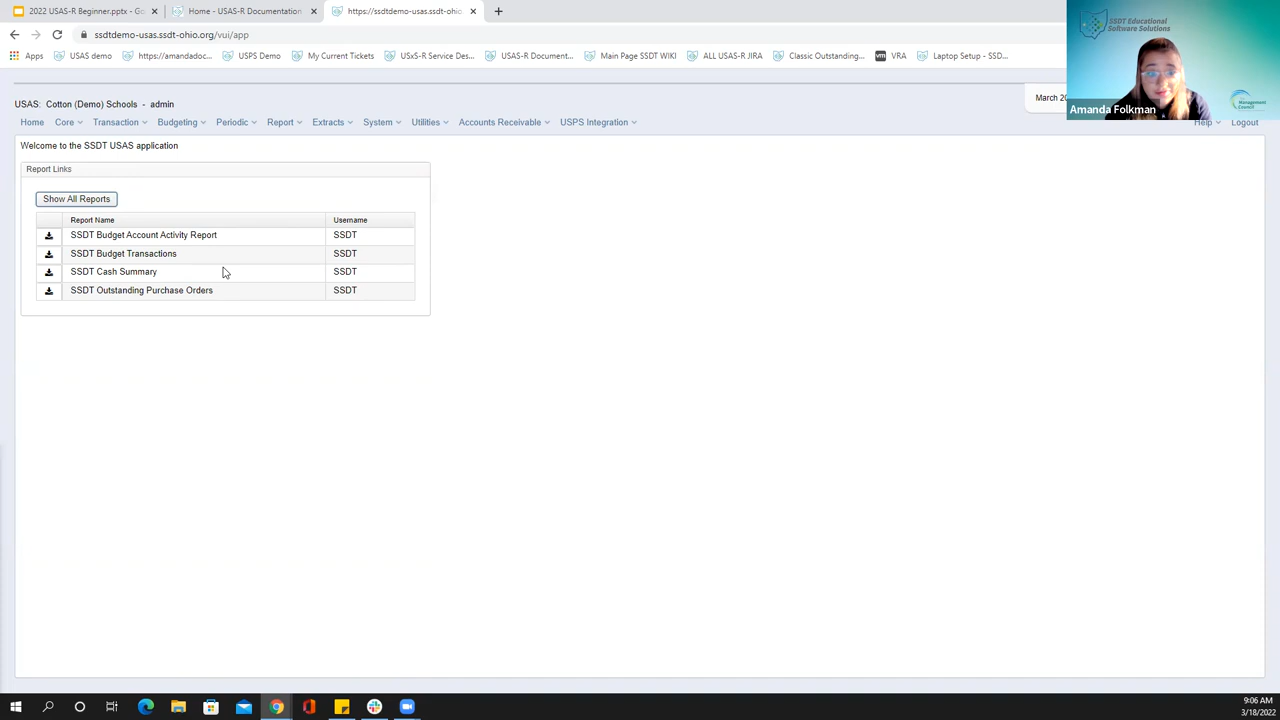 2022 USAS-R Beginner.pptx - Go
Home - USAS-R Documentation
https://ssdtdemo-usas.ssdt-ohio
ssdtdemo-usas.ssdt-ohio.org/vui/app
Apps
USAS demo
https://amandadoc...
USPS Demo
My Current Tickets
USxS-R Service Des...
USAS-R Document...
Main Page SSDT WIKI
ALL USAS-R JIRA
Classic Outstanding...
vm VRA
Laptop Setup - SSD...
SSDT Educational
Software Solutions
Management
Council
Amanda Folkman
USAS: Cotton (Demo) Schools - admin
March 20
Home Core Transaction Budgeting Periodic Report Extracts System Utilities Accounts Receivable USPS Integration Help Logout
Welcome to the SSDT USAS application
Report Links
Show All Reports
Report Name Username
SSDT Budget Account Activity Report SSDT
SSDT Budget Transactions SSDT
SSDT Cash Summary SSDT
SSDT Outstanding Purchase Orders SSDT
9:06 AM
3/18/2022